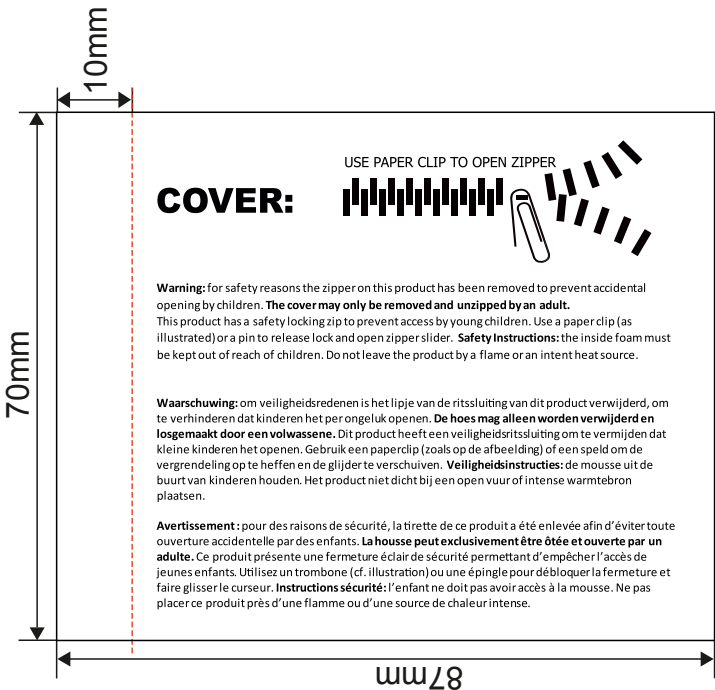 10mm
USE PAPER CLIP TO OPEN ZIPPER
COVER:
70mm
Warning: for safety reasons the zipper on this product has been removed to prevent accidental
opening by children. The cover may only be removed and unzipped by an adult.
This product has a safety locking zip to prevent access by young children. Use a paper clip (as
illustrated) or a pin to release lock and open zipper slider. Safety Instructions: the inside foam must
be kept out of reach of children. Do not leave the product by a flame or an intent heat source.
Waarschuwing: om veiligheidsredenen is het lipje van de ritssluiting van dit product verwijderd, om
te verhinderen dat kinderen het per ongeluk openen. De hoes mag alleen worden verwijderd en
losgemaakt door een volwassene. Dit product heeft een veiligheidsritssluiting om te vermijden dat
kleine kinderen het openen. Gebruik een paperclip (zoals op de afbeelding) of een speld om de
vergrendeling op te heffen en de glijder te verschuiven. Veiligheidsinstructies: de mousse uit de
buurt van kinderen houden. Het product niet dicht bij een open vuur of intense warmtebron
plaatsen.
Avertissement : pour des raisons de sécurité, la tirette de ce produit a été enlevée afin d'éviter toute
ouverture accidentelle par des enfants. La housse peut exclusivement être ôtée et ouverte par un
adulte. Ce produit présente une fermeture éclair de sécurité permettant d'empêcher l'accès de
jeunes enfants. Utilisez un trombone (cf. illustration) ou une épingle pour débloquer la fermeture et
faire glisser le curseur. Instructions sécurité: l'enfant ne doit pas avoir accès à la mousse. Ne pas
placer ce produit près d'une flamme ou d'une source de chaleur intense.
87mm